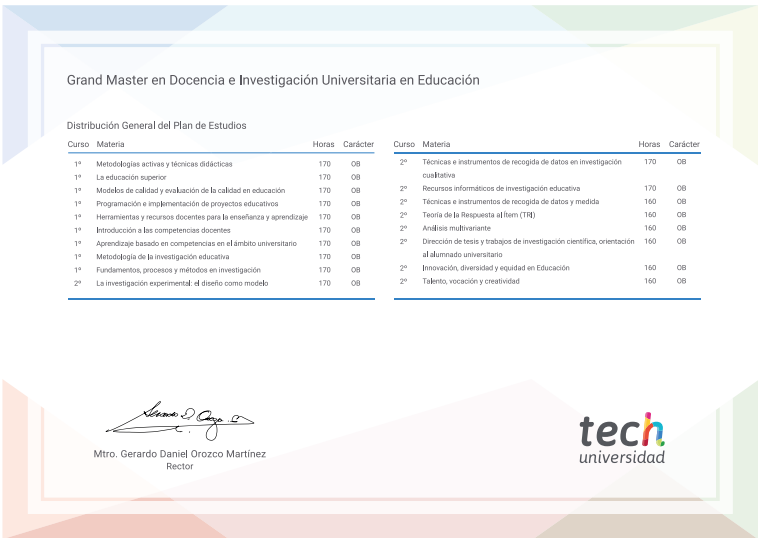 Grand Master en Docencia e Investigación Universitaria en Educación
Distribución General del Plan de Estudios
Curso Materia Horas Carácter
1º Metodologías activas y técnicas didácticas 170 OB
1º La educación superior 170 OB
1º Modelos de calidad y evaluación de la calidad en educación 170 OB
1º Programación e implementación de proyectos educativos 170 OB
1º Herramientas y recursos docentes para la enseñanza y aprendizaje 170 OB
1º Introducción a las competencias docentes 170 OB
1º Aprendizaje basado en competencias en el ámbito universitario 170 OB
1º Metodología de la investigación educativa 170 OB
1º Fundamentos, procesos y métodos en investigación 170 OB
2º La investigación experimental: el diseño como modelo 170 OB
Curso Materia Horas Carácter
2º Técnicas e instrumentos de recogida de datos en investigación 170 OB
cualitativa
2º Recursos informáticos de investigación educativa 170 OB
2º Técnicas e instrumentos de recogida de datos y medida 160 OB
2º Teoría de la Respuesta al Ítem (TRI) 160 OB
2º Análisis multivariante 160 OB
2º Dirección de tesis y trabajos de investigación científica, orientación 160 OB
al alumnado universitario
2º Innovación, diversidad y equidad en Educación 160 OB
2º Talento, vocación y creatividad 160 OB
Mtro. Gerardo Daniel Orozco Martínez
Rector
tech
universidad